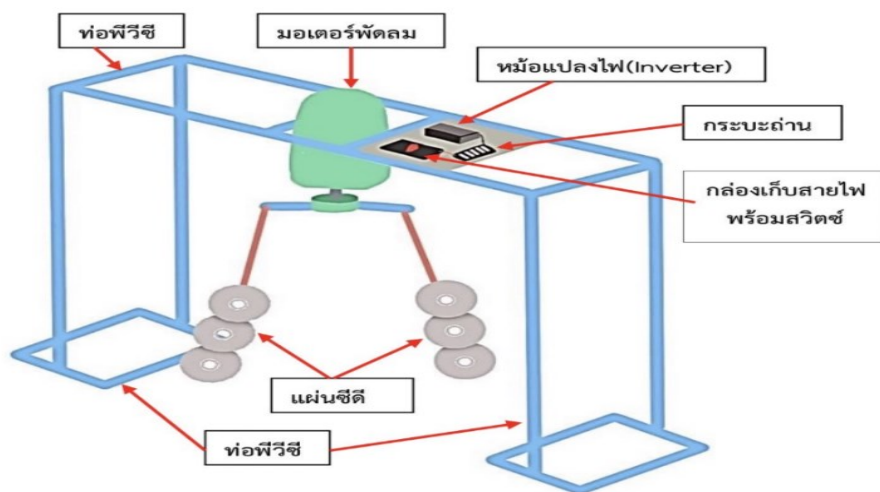 ท่อพีวีซี
มอเตอร์พัดลม
หม้อแปลงไฟ(Inverter)
กระบะถ่าน
กล่องเก็บสายไฟ
พร้อมสวิตซ์
แผ่นซีดี
ท่อพีวีซี